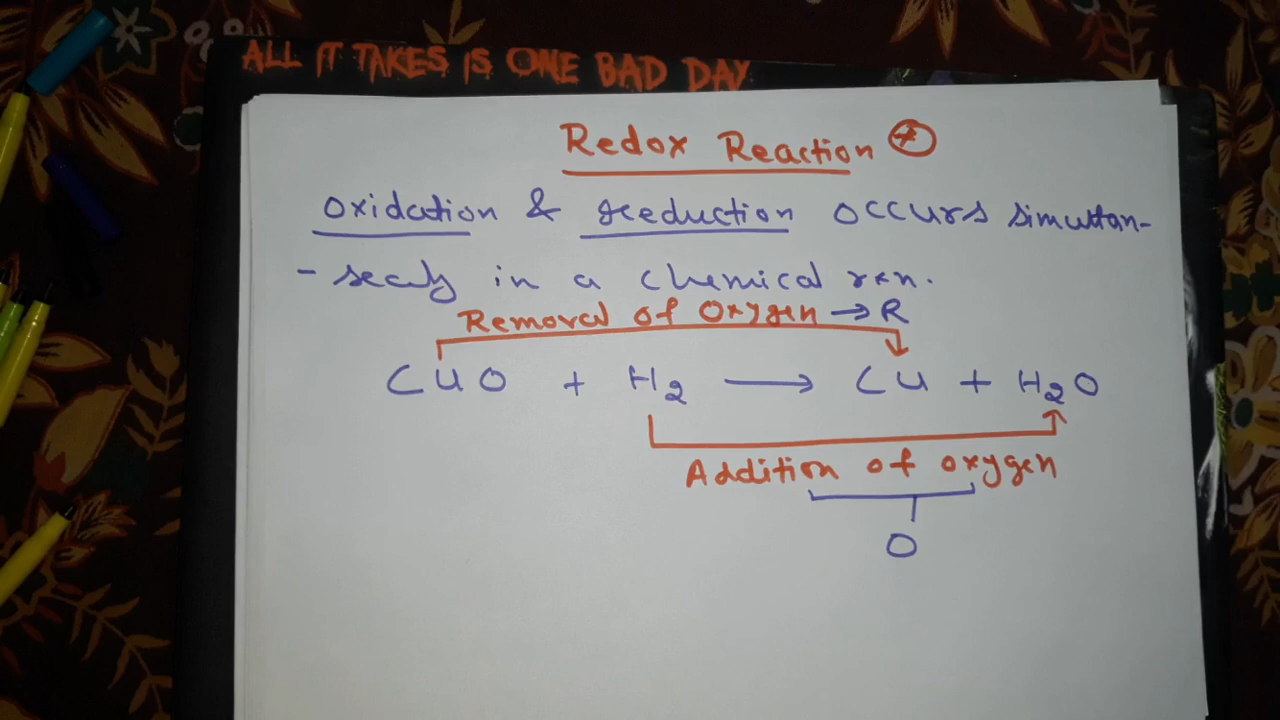 ALL IT TAKES IS ONE BAD DAY
Redox Reaction *
oxidation & reduction occurs simultan-
- sealy in a chemical rxn.
Removal of Oxygen → R
CuO + H₂ → Cu + H₂O
Addition of oxygen
O